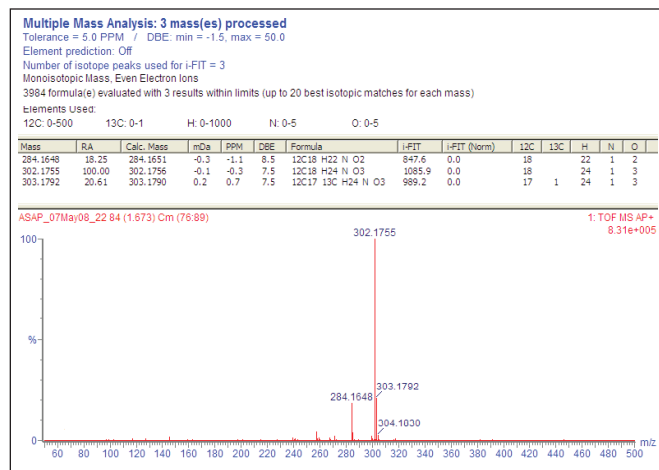 Multiple Mass Analysis: 3 mass(es) processed
Tolerance = 5.0 PPM / DBE: min = -1.5, max = 50.0
Element prediction: Off
Number of isotope peaks used for i-FIT = 3
Monoisotopic Mass, Even Electron Ions
3984 formula(e) evaluated with 3 results within limits (up to 20 best isotopic matches for each mass)
Elements Used:
12C: 0-500 13C: 0-1 H: 0-1000 N: 0-5 O: 0-5
Mass RA Calc. Mass mDa PPM DBE Formula i-FIT i-FIT (Norm) 12C 13C H N O
284.1648 18.25 284.1651 -0.3 -1.1 8.5 12C18 H22 N O2 847.6 0.0 18 22 1 2
302.1755 100.00 302.1756 -0.1 -0.3 7.5 12C18 H24 N O3 1085.9 0.0 18 24 1 3
303.1792 20.61 303.1790 0.2 0.7 7.5 12C17 13C H24 N O3 989.2 0.0 17 1 24 1 3
ASAP_07May08_22 84 (1.673) Cm (76:89) 1: TOF MS AP+
8.31e+005
100
302.1755
%
303.1792
284.1648
304.1030
0
60 80 100 120 140 160 180 200 220 240 260 280 300 320 340 360 380 400 420 440 460 480 500 m/z